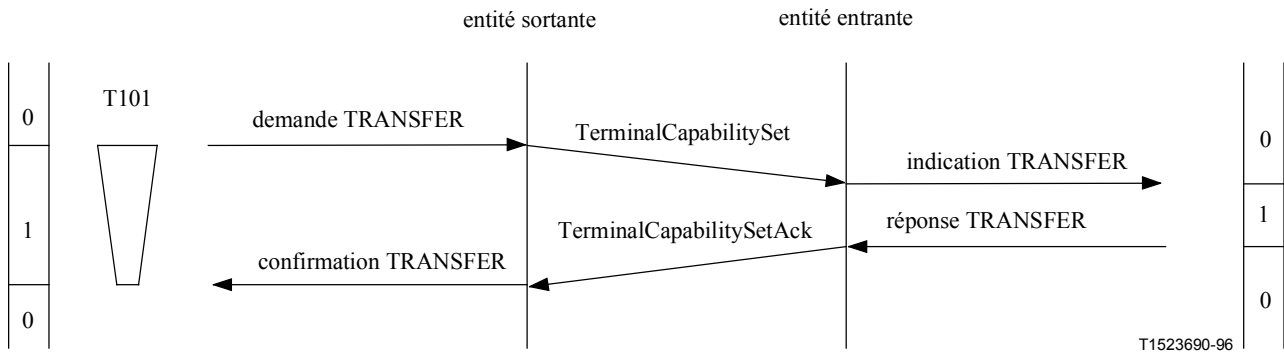 entité sortante
entité entrante
T101
0
demande TRANSFER
TerminalCapabilitySet
0
indication TRANSFER
1
1
réponse TRANSFER
TerminalCapabilitySetAck
confirmation TRANSFER
0
0
T1523690-96